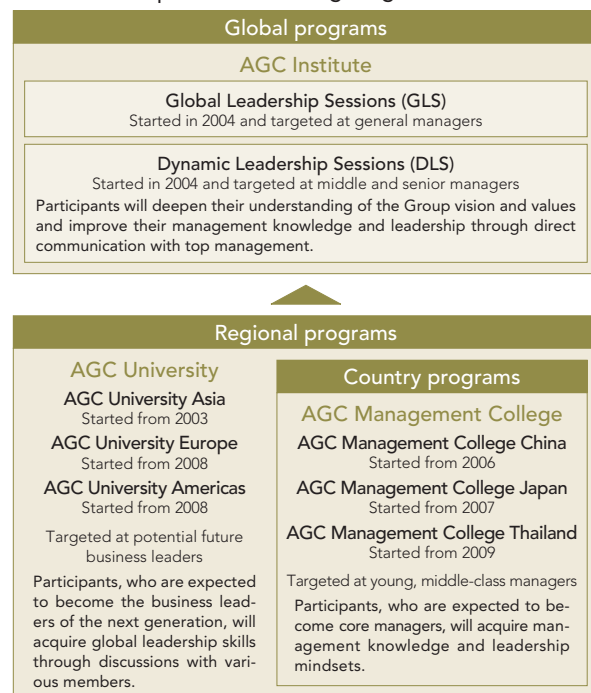 Global programs
AGC Institute
Global Leadership Sessions (GLS)
Started in 2004 and targeted at general managers
Dynamic Leadership Sessions (DLS)
Started in 2004 and targeted at middle and senior managers
Participants will deepen their understanding of the Group vision and values
and improve their management knowledge and leadership through direct
communication with top management.
Regional programs
AGC University
AGC University Asia
Started from 2003
AGC University Europe
Started from 2008
AGC University Americas
Started from 2008
Targeted at potential future
business leaders
Participants, who are expected
to become the business lead-
ers of the next generation, will
acquire global leadership skills
through discussions with vari-
ous members.
Country programs
AGC Management College
AGC Management College China
Started from 2006
AGC Management College Japan
Started from 2007
AGC Management College Thailand
Started from 2009
Targeted at young, middle-class managers
Participants, who are expected to be-
come core managers, will acquire man-
agement knowledge and leadership
mindsets.